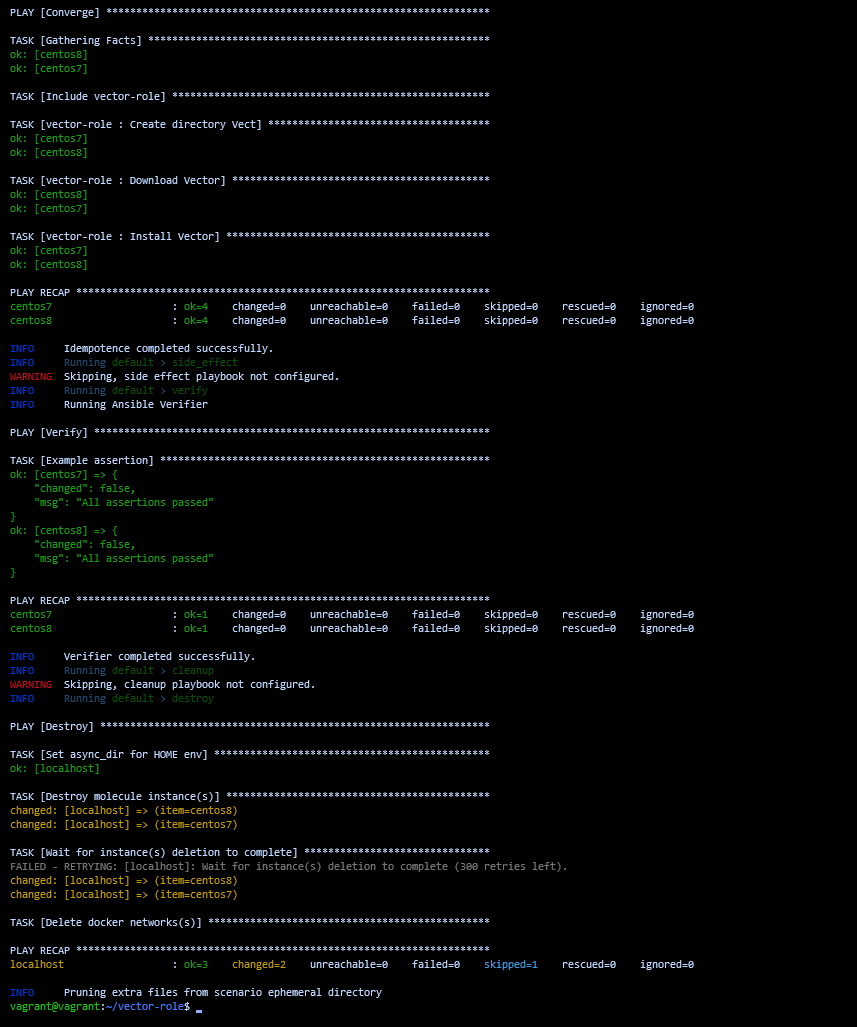 PLAY [Converge] ****************************************************************
TASK [Gathering Facts] *********************************************************
ok: [centos8]
ok: [centos7]
TASK [Include vector-role] *****************************************************
TASK [vector-role : Create directory Vect] *************************************
ok: [centos7]
ok: [centos8]
TASK [vector-role : Download Vector] *******************************************
ok: [centos8]
ok: [centos7]
TASK [vector-role : Install Vector] ********************************************
ok: [centos7]
ok: [centos8]
PLAY RECAP *********************************************************************
centos7                    : ok=4    changed=0    unreachable=0    failed=0    skipped=0    rescued=0    ignored=0
centos8                    : ok=4    changed=0    unreachable=0    failed=0    skipped=0    rescued=0    ignored=0
INFO     Idempotence completed successfully.
INFO     Running default > side_effect
WARNING  Skipping, side effect playbook not configured.
INFO     Running default > verify
INFO     Running Ansible Verifier
PLAY [Verify] ******************************************************************
TASK [Example assertion] *******************************************************
ok: [centos7] => {
    "changed": false,
    "msg": "All assertions passed"
}
ok: [centos8] => {
    "changed": false,
    "msg": "All assertions passed"
}
PLAY RECAP *********************************************************************
centos7                    : ok=1    changed=0    unreachable=0    failed=0    skipped=0    rescued=0    ignored=0
centos8                    : ok=1    changed=0    unreachable=0    failed=0    skipped=0    rescued=0    ignored=0
INFO     Verifier completed successfully.
INFO     Running default > cleanup
WARNING  Skipping, cleanup playbook not configured.
INFO     Running default > destroy
PLAY [Destroy] *****************************************************************
TASK [Set async_dir for HOME env] **********************************************
ok: [localhost]
TASK [Destroy molecule instance(s)] ********************************************
changed: [localhost] => (item=centos8)
changed: [localhost] => (item=centos7)
TASK [Wait for instance(s) deletion to complete] *******************************
FAILED - RETRYING: [localhost]: Wait for instance(s) deletion to complete (300 retries left).
changed: [localhost] => (item=centos8)
changed: [localhost] => (item=centos7)
TASK [Delete docker networks(s)] ***********************************************
PLAY RECAP *********************************************************************
localhost                  : ok=3    changed=2    unreachable=0    failed=0    skipped=1    rescued=0    ignored=0
INFO     Pruning extra files from scenario ephemeral directory
vagrant@vagrant:~/vector-role$